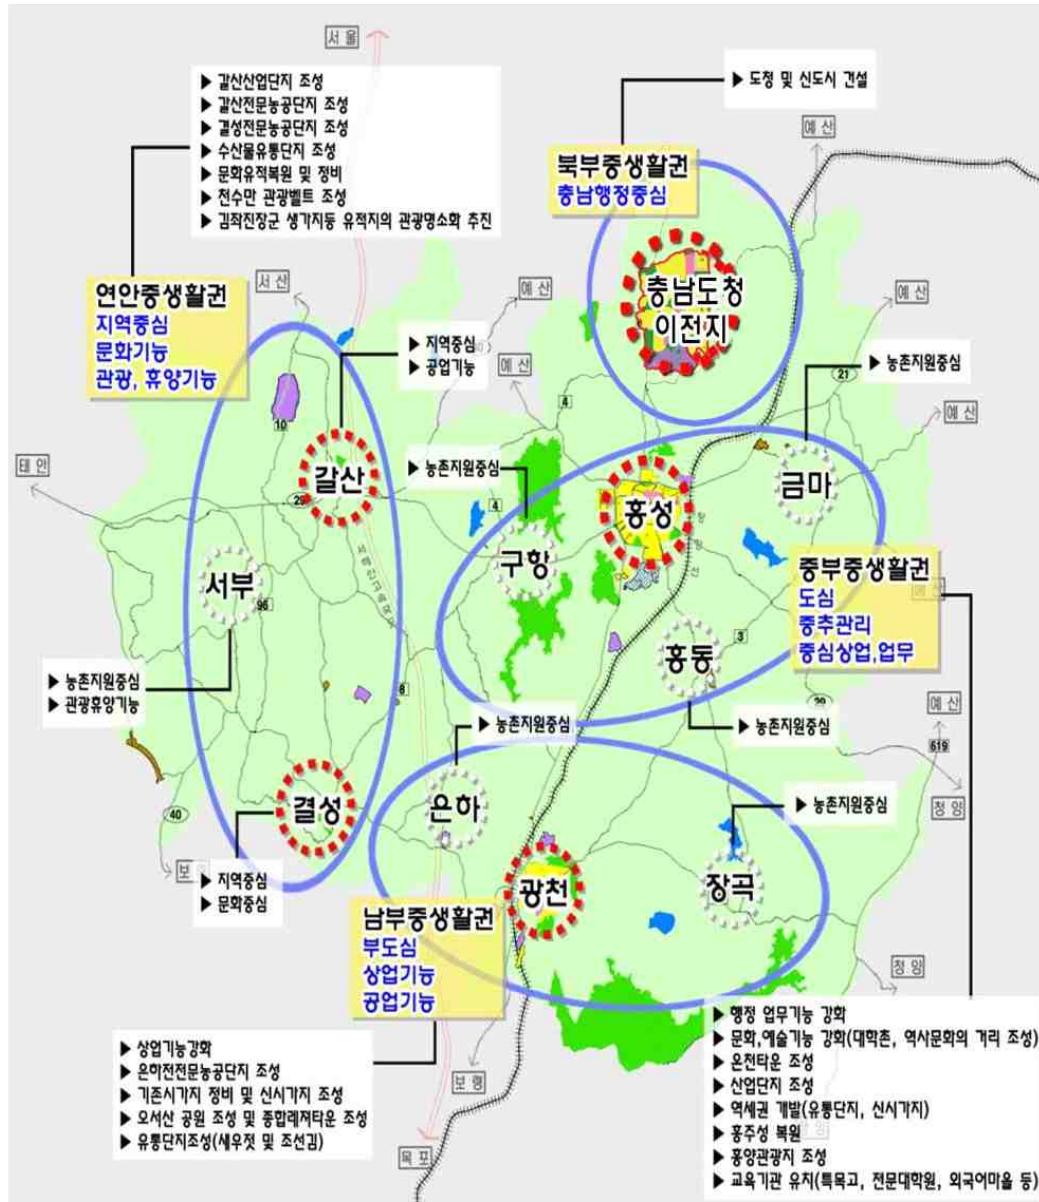 서울
▶ 갈산산업단지 조성
▶ 갈산전문농공단지 조성
▶ 결성전문농공단지 조성
▶ 수산물유통단지 조성
▶ 문화유적복원 및 정비
▶ 천수만 관광벨트 조성
▶ 김좌진장군 생가지등 유적지의 관광명소화 추진
▶ 도청 및 신도시 건설
예산
북부중생활권
충남행정중심
충남도청
이전지
연안중생활권
지역중심
문화기능
관광, 휴양기능
서산
예산
예산
▶ 지역중심
▶ 공업기능
예산
▶ 농촌지원중심
21
예산
4
10
태안
갈산
▶ 농촌지원중심
29
4
홍성
금마
구항
서부
96
중부중생활권
도심
중추관리
중심상업,업무
홍동
3
▶ 농촌지원중심
▶ 관광휴양기능
8
예산
▶ 농촌지원중심
▶ 농촌지원중심
619
청양
결성
은하
▶ 농촌지원중심
40
▶ 지역중심
▶ 문화중심
광천
장곡
남부중생활권
부도심
상업기능
공업기능
청양
▶ 상업기능강화
▶ 은하전전문농공단지 조성
▶ 기존시가지 정비 및 신시가지 조성
▶ 오서산 공원 조성 및 종합레져타운 조성
▶ 유통단지조성(새우젓 및 조선김)
보령
목포
▶ 행정 업무기능 강화
▶ 문화,예술기능 강화(대학촌, 역사문화의 거리 조성)
▶ 온천타운 조성
▶ 산업단지 조성
▶ 역세권 개발(유통단지, 신시가지)
▶ 홍주성 복원
▶ 홍양관광지 조성
▶ 교육기관 유치(특목고, 전문대학원, 외국어마을 등)